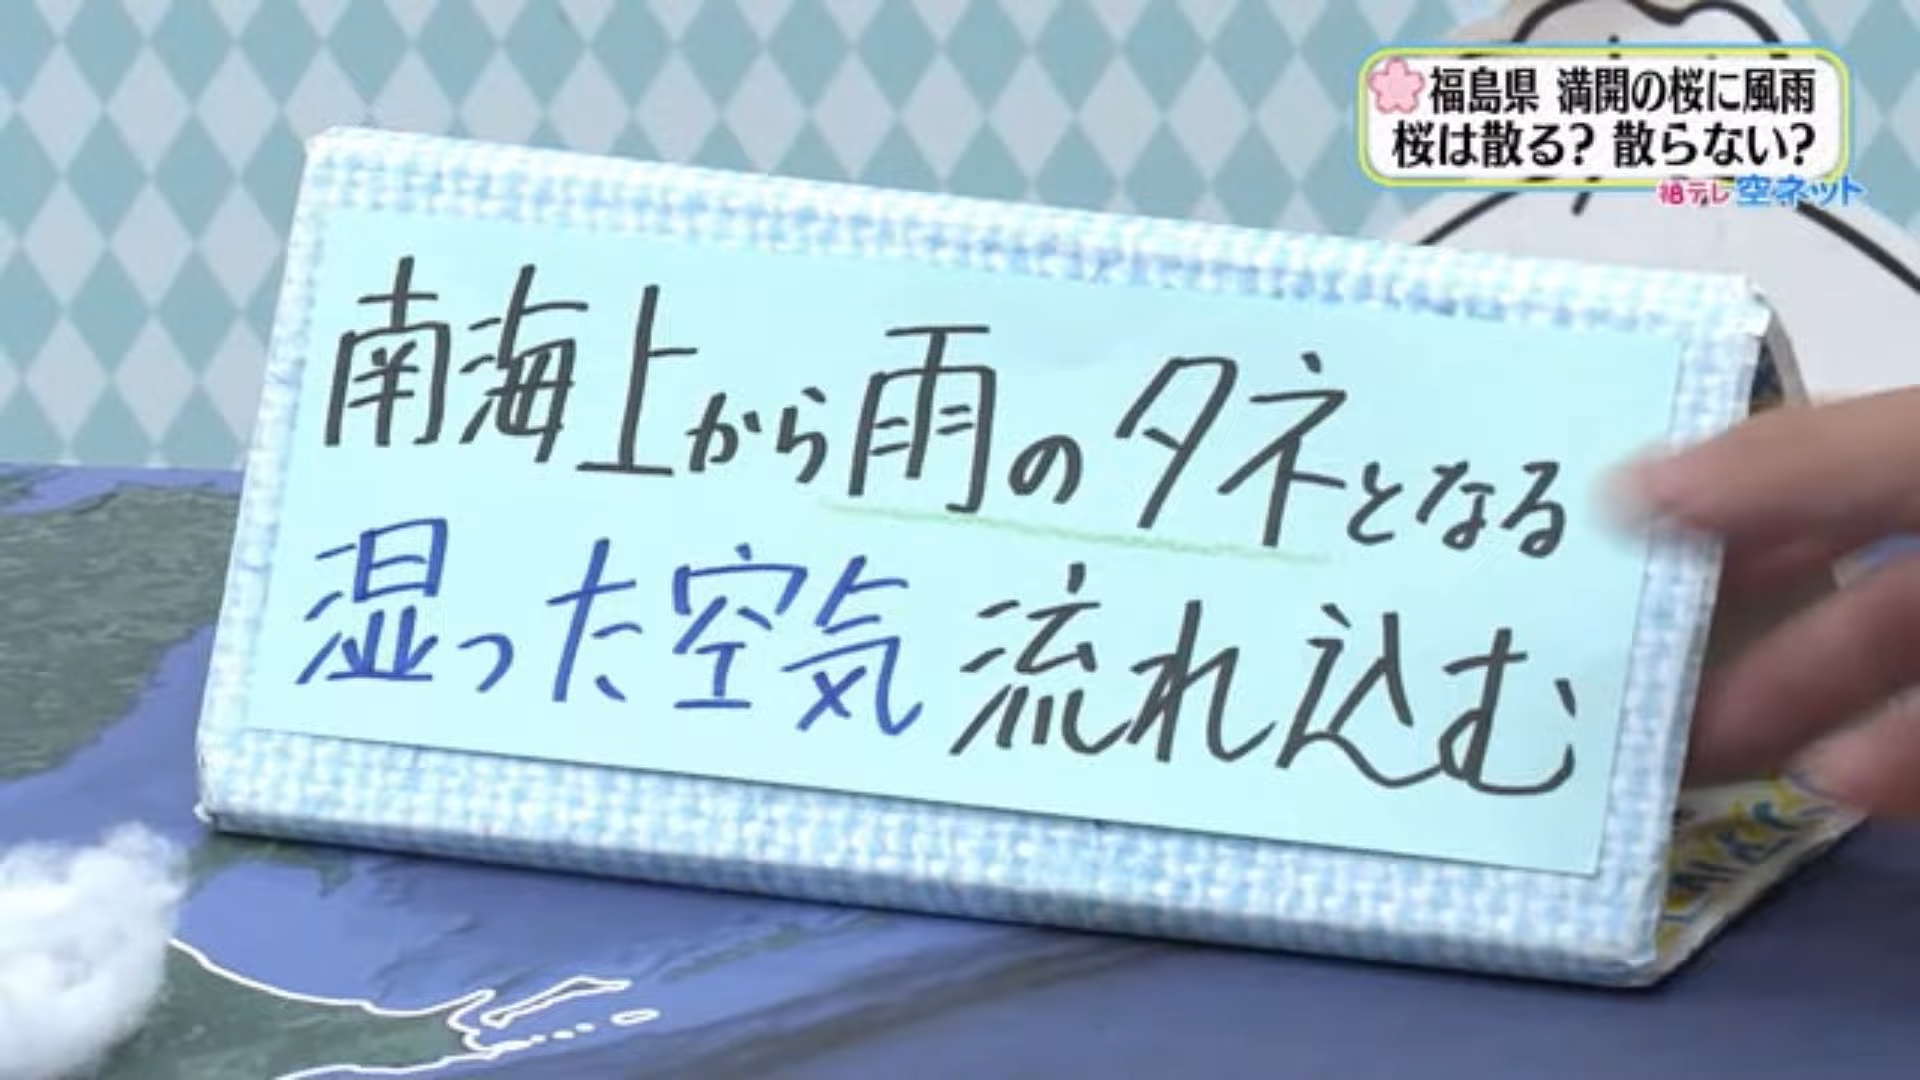 福島県 満開の桜に風雨
桜は散る? 散らない?
福テレ空ネット
南海上から雨のタネとなる
湿った空気 流れ込む